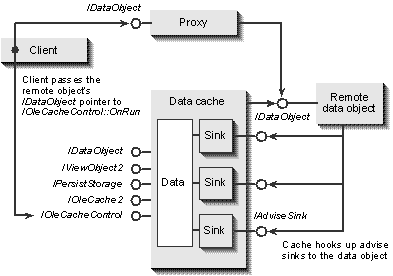 IDataObject
Proxy
Client
IDataObject
Remote
data object
Client passes the
remote object's
IDataObject pointer to
IOleCacheControl::OnRun
Data cache
Sink
IDataObject
IViewObject2
IPersistStorage
IOleCache2
IOleCacheControl
Data
Sink
Sink
IAdviseSink
Cache hooks up advise
sinks to the data object